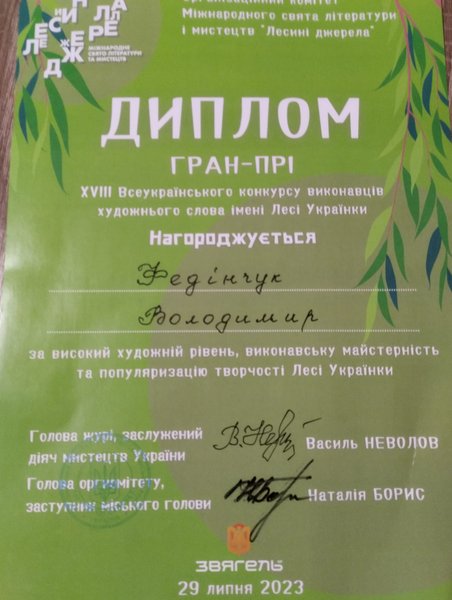 ЛЕСИНІ ДЖЕРЕЛА
МІЖНАРОДНЕ
СВЯТО ЛІТЕРАТУРИ
ТА МИСТЕЦТВ
Організаційний комітет
Міжнародного свята літератури
і мистецтв "Лесині джерела"
ДИПЛОМ
ГРАН-ПРІ
XVIII Всеукраїнського конкурсу виконавців
художнього слова імені Лесі Українки
Нагороджується
Федінчук
Володимир
за високий художній рівень, виконавську майстерність
та популяризацію творчості Лесі Українки
Голова журі, заслужений
діяч мистецтв України
Василь НЕВОЛОВ
Голова оргкомітету,
заступник міського голови
Наталія БОРИС
ЗВЯГЕЛЬ
29 липня 2023